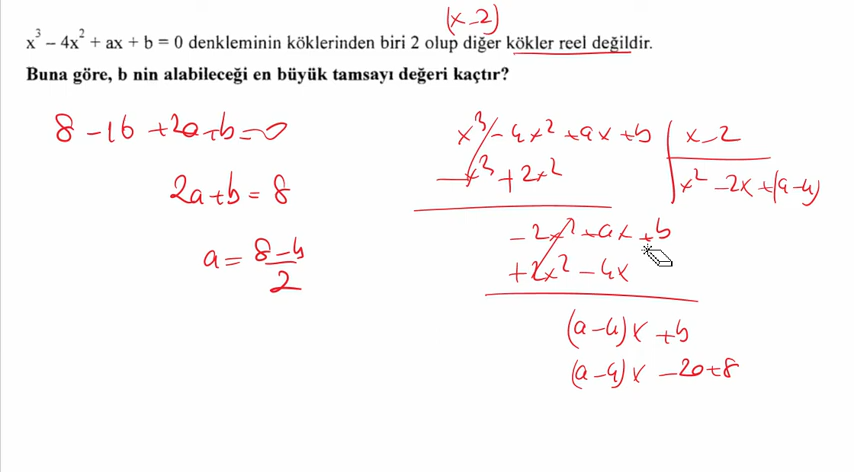 (x-2)
x³ – 4x² + ax + b = 0 denkleminin köklerinden biri 2 olup diğer kökler reel değildir.
Buna göre, b nin alabileceği en büyük tamsayı değeri kaçtır?
8 - 16 + 2a + b = 0
2a + b = 8
a = (8 - b)/2
x³ - 4x² + ax + b | x - 2
-x³ + 2x² | x² - 2x + (a - 4)
-2x² + ax + b
+2x² - 4x
(a - 4)x + b
(a - 4)x - 2a + 8